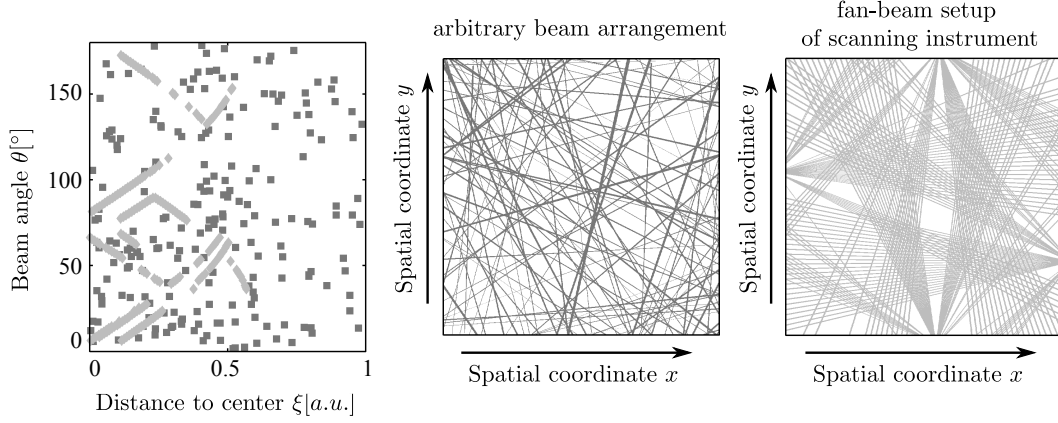 150
100
50
0
Beam angle θ[°]
0
0.5
1
Distance to center ξ[a.u.]
arbitrary beam arrangement
Spatial coordinate y
Spatial coordinate x
fan-beam setup
of scanning instrument
Spatial coordinate y
Spatial coordinate x